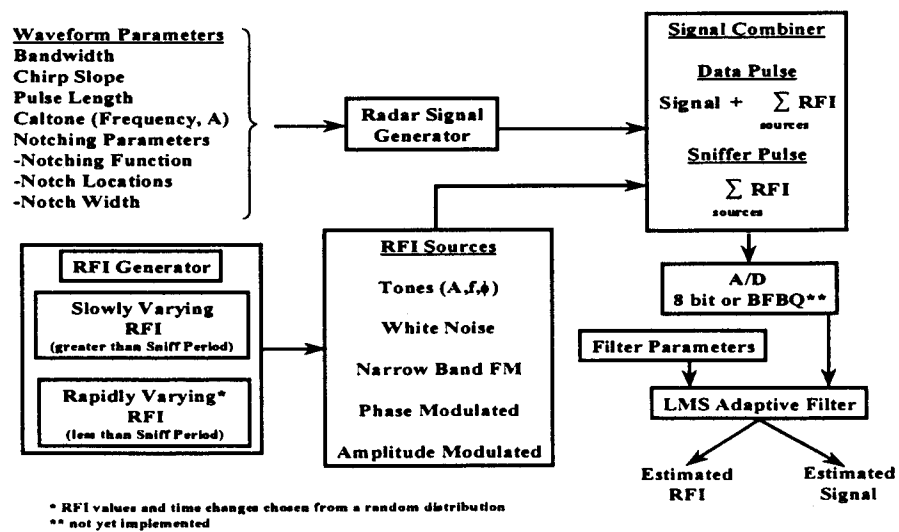 Waveform Parameters
Bandwidth
Chirp Slope
Pulse Length
Caltone (Frequency, A)
Notching Parameters
-Notching Function
-Notch Locations
-Notch Width
Radar Signal
Generator
Signal Combiner
Data Pulse
Signal + ∑ RFI
sources
Sniffer Pulse
∑ RFI
sources
RFI Generator
Slowly Varying
RFI
(greater than Sniff Period)
Rapidly Varying*
RFI
(less than Sniff Period)
RFI Sources
Tones (A,f,ϕ)
White Noise
Narrow Band FM
Phase Modulated
Amplitude Modulated
A/D
8 bit or BFBQ**
Filter Parameters
LMS Adaptive Filter
Estimated
RFI
Estimated
Signal
* RFI values and time changes chosen from a random distribution
** not yet implemented